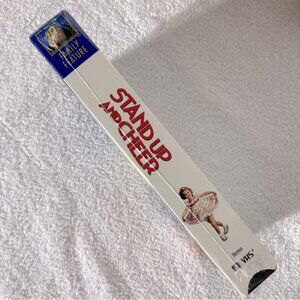 FAMILY
FEATURE
STAND UP
AND CHEER
Stereo
VHS